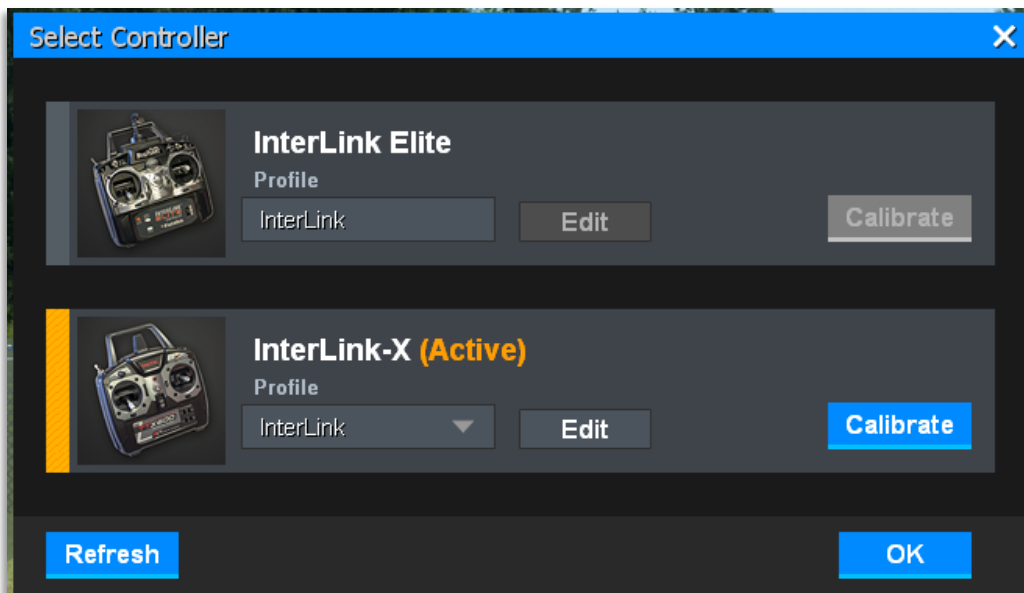 Select Controller
InterLink Elite
Profile
InterLink
Edit
Calibrate
InterLink-X (Active)
Profile
InterLink
Edit
Calibrate
Refresh
OK